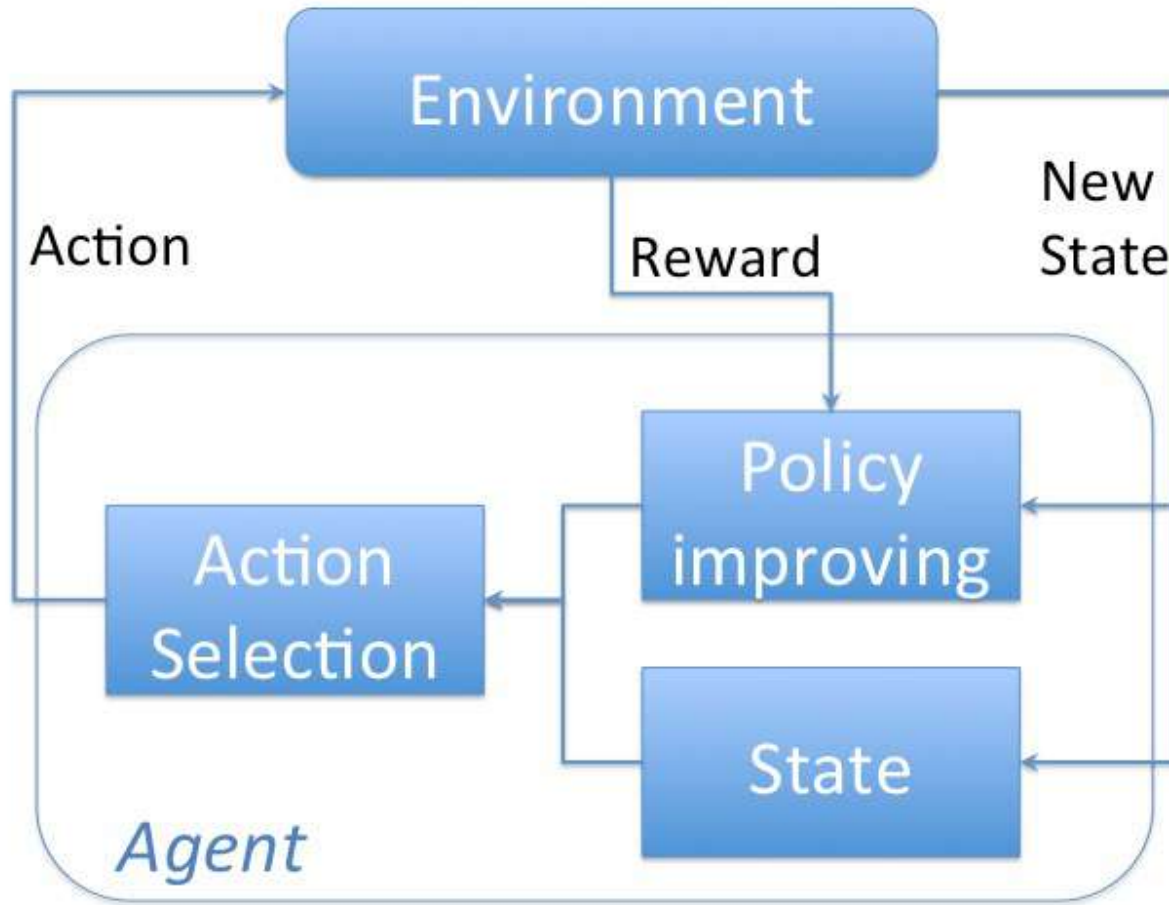 Environment
New
State
Action
Reward
Policy
improving
Action
Selection
State
Agent